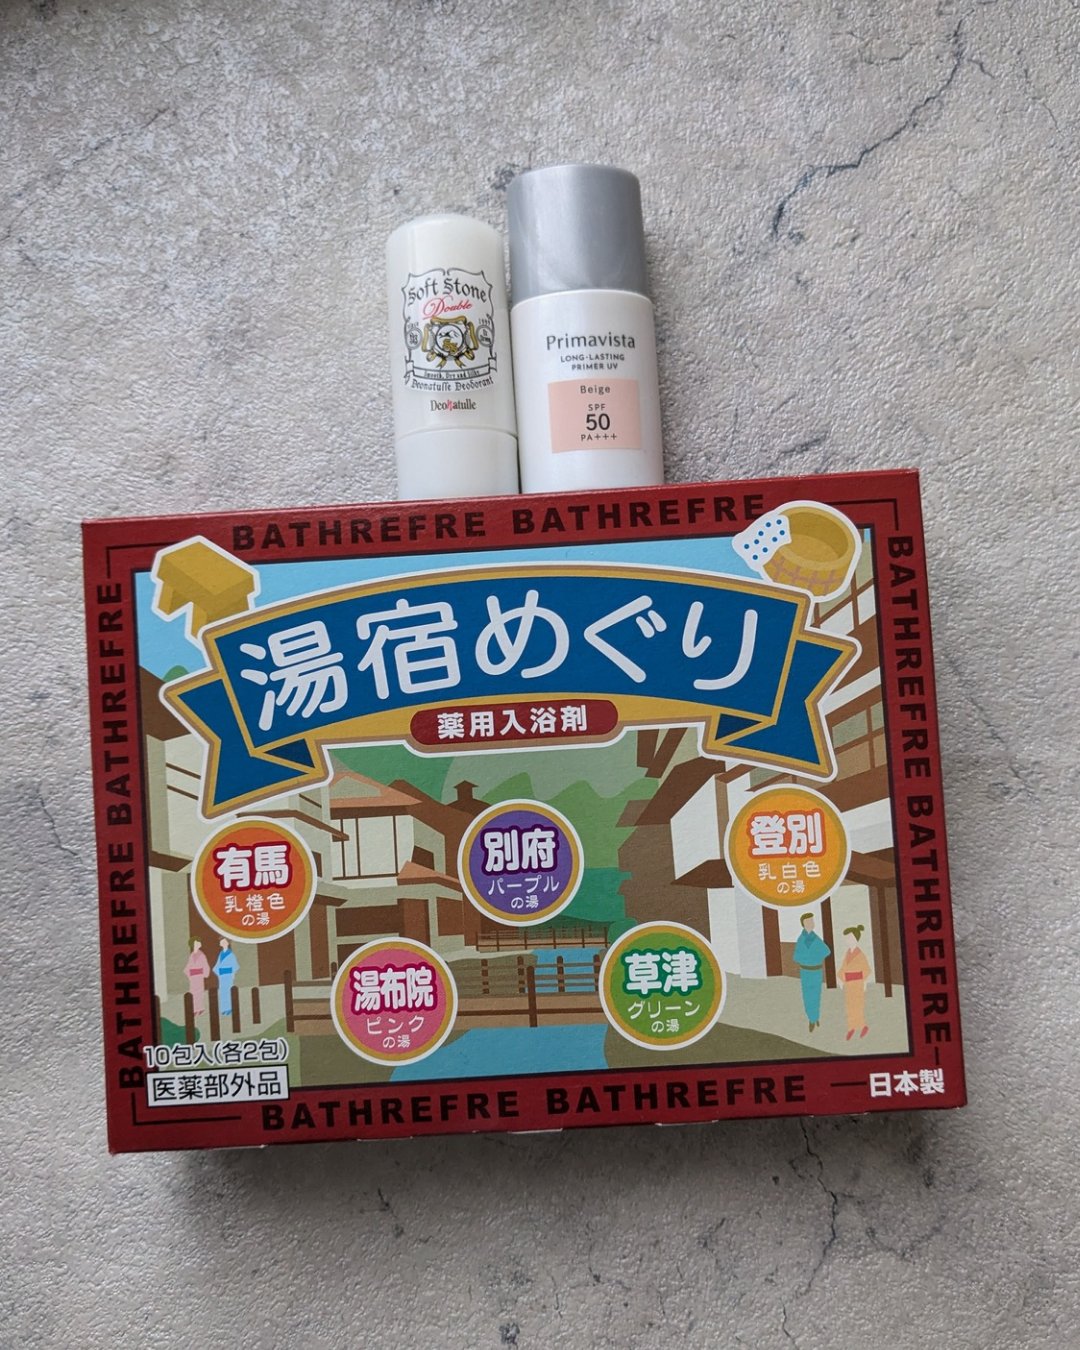 Soft Stone
Double
Deonatulle Deodorant
Deonatulle
Primavista
LONG-LASTING
PRIMER UV
Beige
SPF
50
PA+++
BATHREFRE BATHREFRE
BATHREFRE BATHREFRE
BATHREFRE BATHREFRE
湯宿めぐり
薬用入浴剤
有馬
乳橙色
の湯
別府
パープル
の湯
登別
乳白色
の湯
湯布院
ピンク
の湯
草津
グリーン
の湯
10包入(各2包)
医薬部外品
BATHREFRE BATHREFRE
日本製